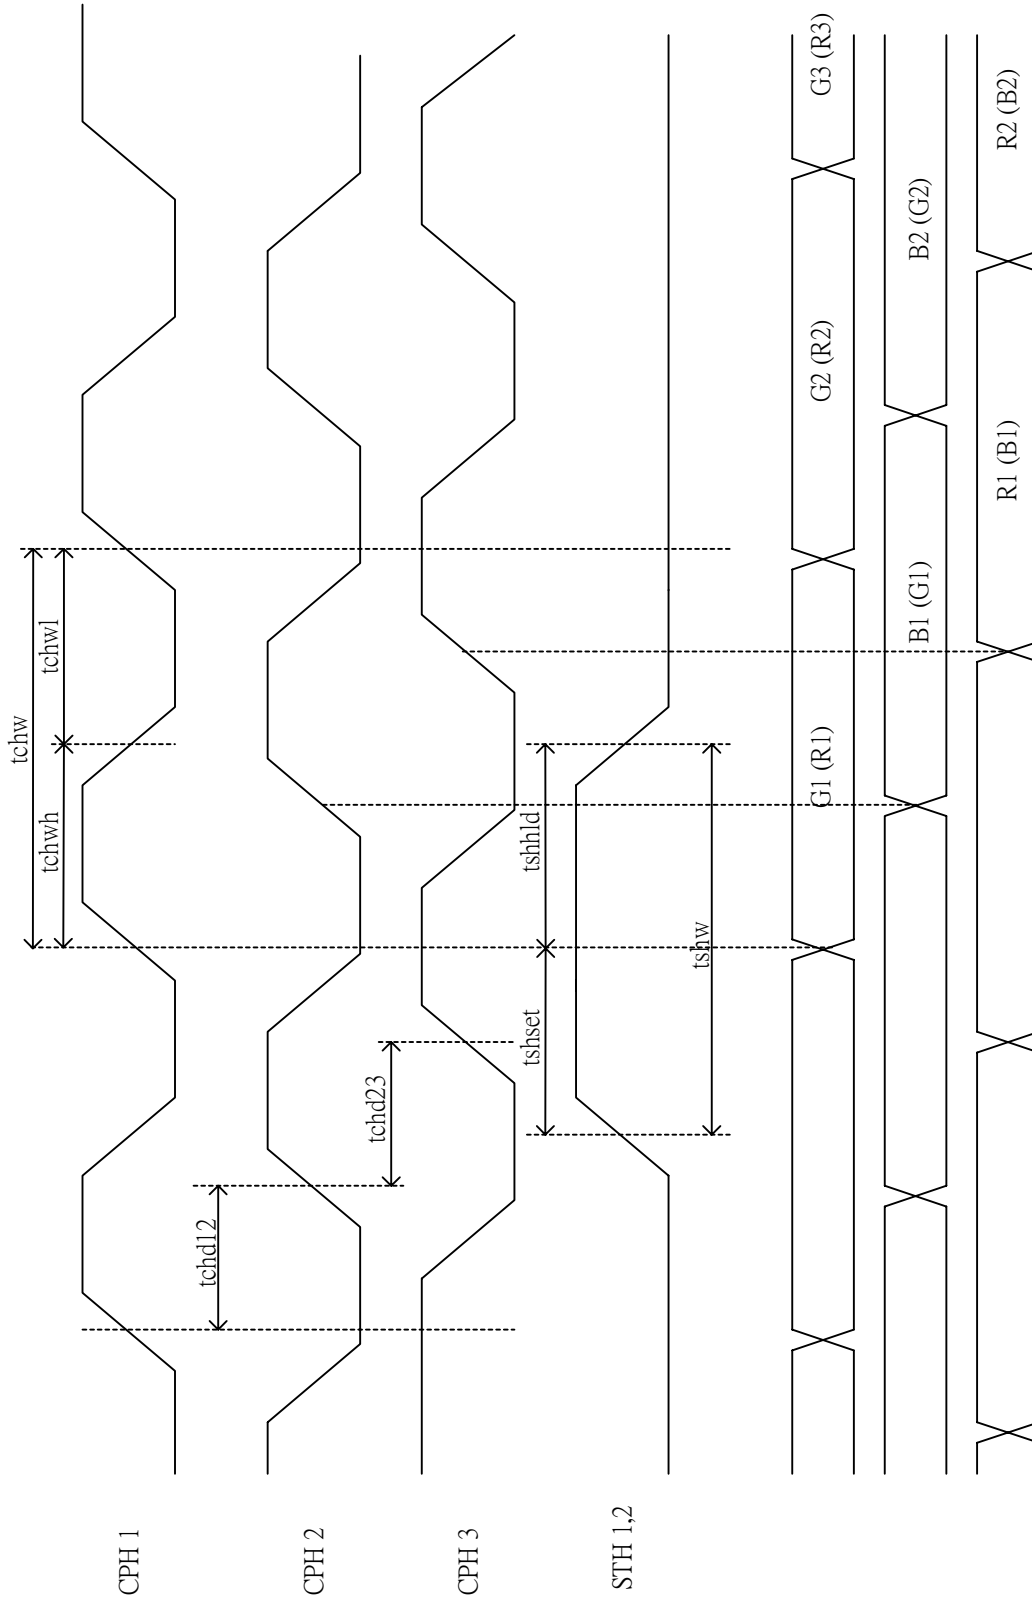 tchw
tchwh
tchwl
CPH 1
tchd12
CPH 2
tchd23
CPH 3
tshset
tshhld
STH 1,2
tshw
G1 (R1)
G2 (R2)
G3 (R3)
B1 (G1)
B2 (G2)
R1 (B1)
R2 (B2)